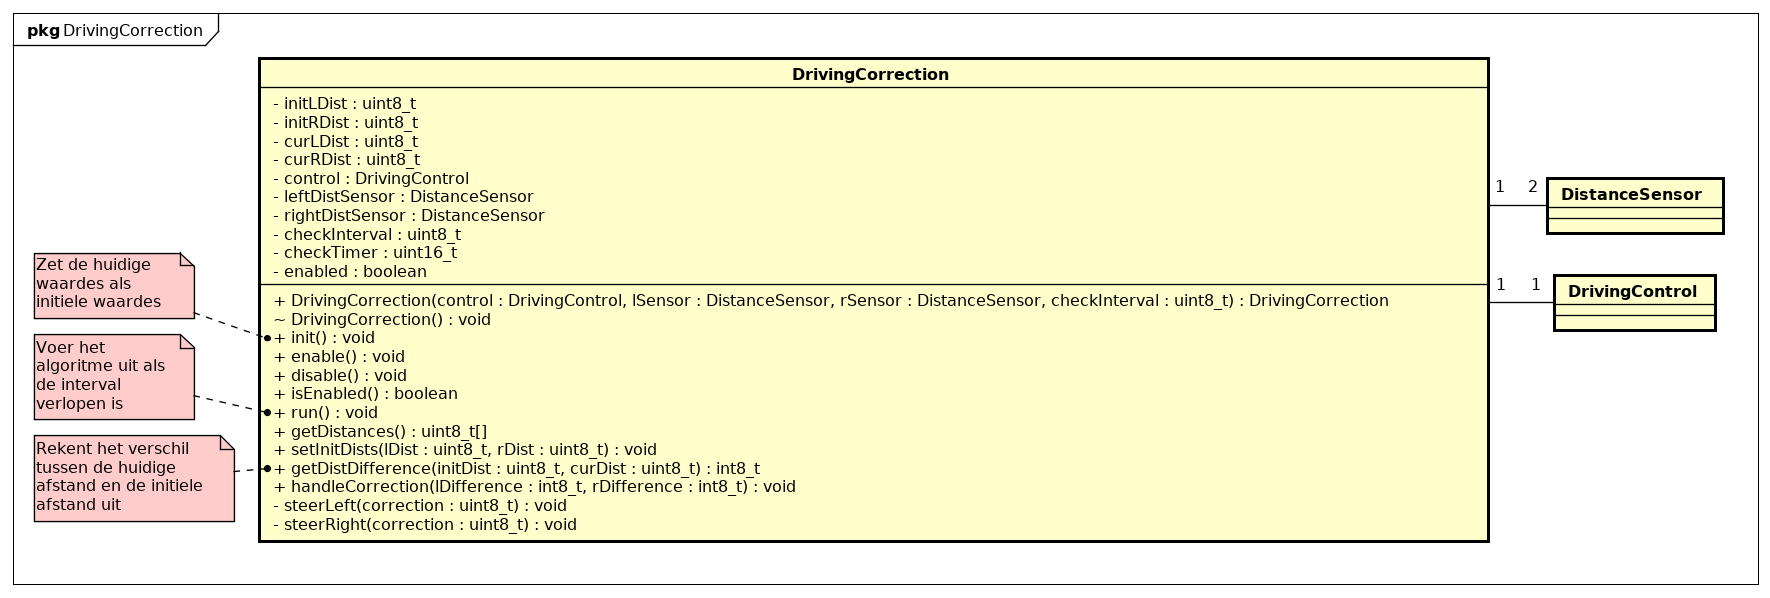 pkg DrivingCorrection
DrivingCorrection
- initLDist : uint8_t
- initRDist : uint8_t
- curLDist : uint8_t
- curRDist : uint8_t
- control : DrivingControl
- leftDistSensor : DistanceSensor
- rightDistSensor : DistanceSensor
- checkInterval : uint8_t
- checkTimer : uint16_t
- enabled : boolean
+ DrivingCorrection(control : DrivingControl, lSensor : DistanceSensor, rSensor : DistanceSensor, checkInterval : uint8_t) : DrivingCorrection
~ DrivingCorrection() : void
+ init() : void
+ enable() : void
+ disable() : void
+ isEnabled() : boolean
+ run() : void
+ getDistances() : uint8_t[]
+ setInitDists(lDist : uint8_t, rDist : uint8_t) : void
+ getDistDifference(initDist : uint8_t, curDist : uint8_t) : int8_t
+ handleCorrection(lDifference : int8_t, rDifference : int8_t) : void
- steerLeft(correction : uint8_t) : void
- steerRight(correction : uint8_t) : void
Zet de huidige
waardes als
initiele waardes
Voer het
algoritme uit als
de interval
verlopen is
Rekent het verschil
tussen de huidige
afstand en de initiele
afstand uit
1 2
DistanceSensor
1 1
DrivingControl